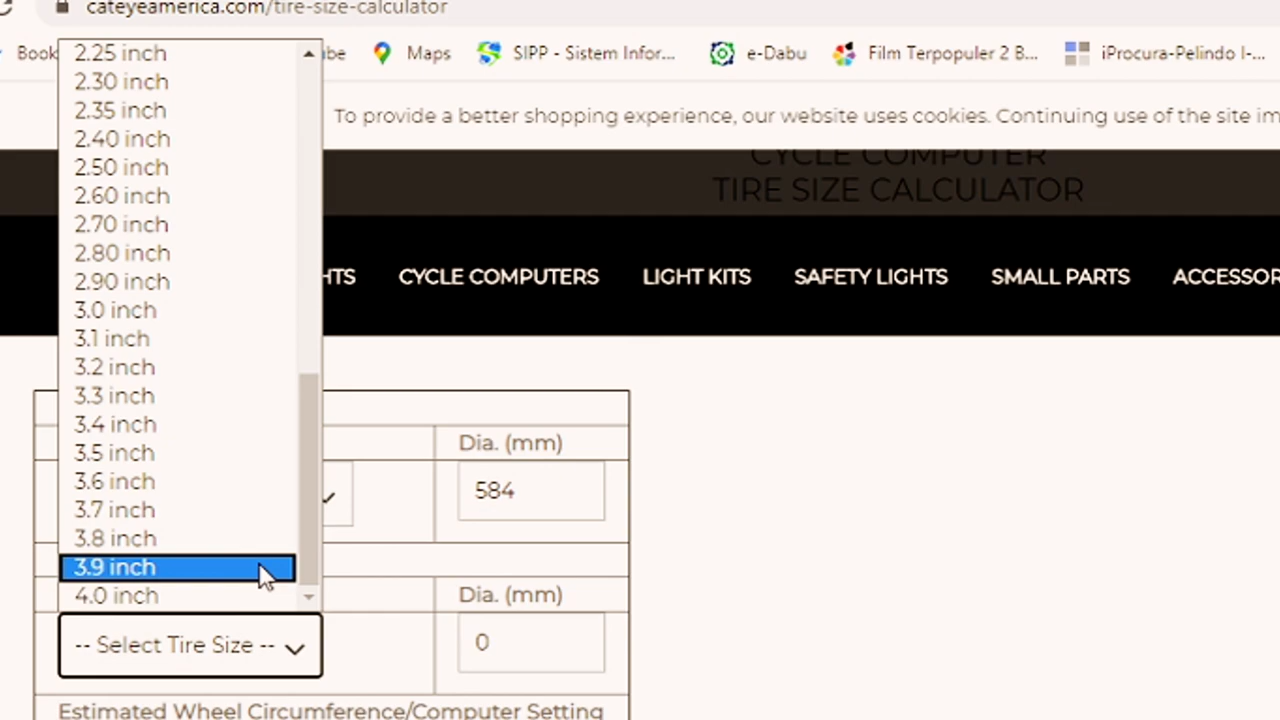 cateyeamerica.com/tire-size-calculator
Book
be
Maps
SIPP - Sistem Infor...
e-Dabu
Film Terpopuler 2 B...
iProcura-Pelindo I-...
To provide a better shopping experience, our website uses cookies. Continuing use of the site im
CYCLE COMPUTER
TIRE SIZE CALCULATOR
HTS
CYCLE COMPUTERS
LIGHT KITS
SAFETY LIGHTS
SMALL PARTS
ACCESSOR
2.25 inch
2.30 inch
2.35 inch
2.40 inch
2.50 inch
2.60 inch
2.70 inch
2.80 inch
2.90 inch
3.0 inch
3.1 inch
3.2 inch
3.3 inch
3.4 inch
3.5 inch
3.6 inch
3.7 inch
3.8 inch
3.9 inch
4.0 inch
Dia. (mm)
584
Dia. (mm)
-- Select Tire Size --
0
Estimated Wheel Circumference/Computer Setting